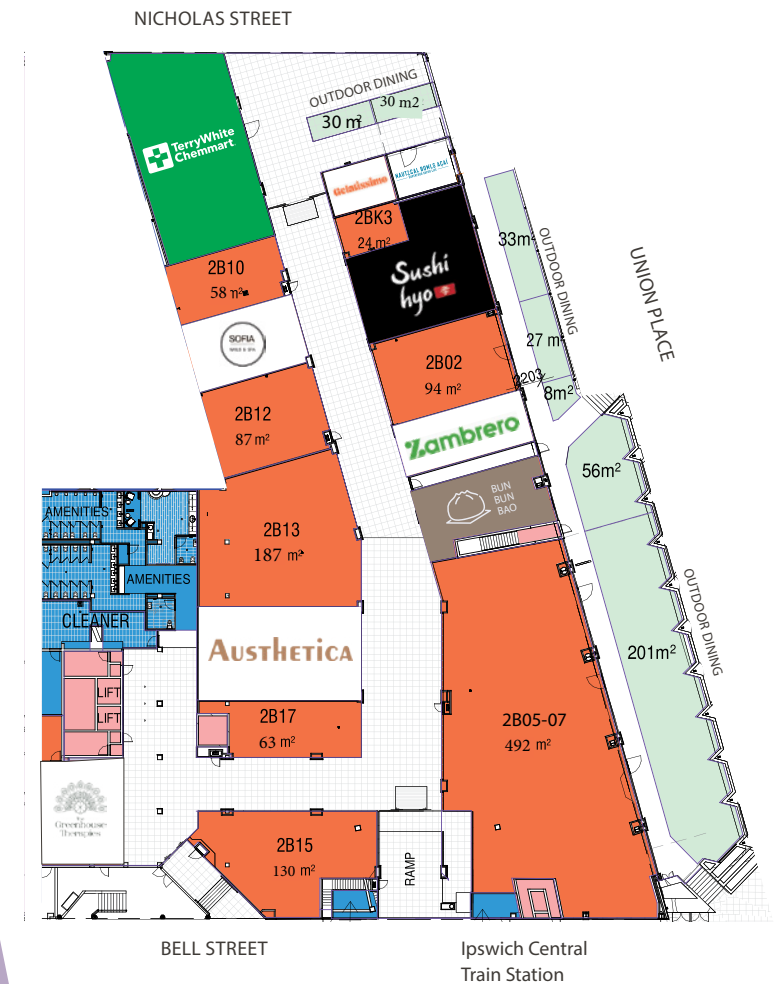 NICHOLAS STREET
OUTDOOR DINING
30 m²
30 m2
TerryWhite
Chemmart
Gelatissimo
2BK3
24 m²
33m²
OUTDOOR DINING
UNION PLACE
2B10
58 m²
Sushi
hyo
SOFIA
27 m²
2B02
94 m²
2203
8m²
2B12
87 m²
Zambrero
56m²
BUN
BUN
BAO
AMENITIES
2B13
187 m²
AMENITIES
OUTDOOR DINING
CLEANER
AUSTHETICA
201m²
LIFT
LIFT
2B17
63 m²
2B05-07
492 m²
The
Greenhouse
Therapies
2B15
130 m²
RAMP
BELL STREET
Ipswich Central
Train Station